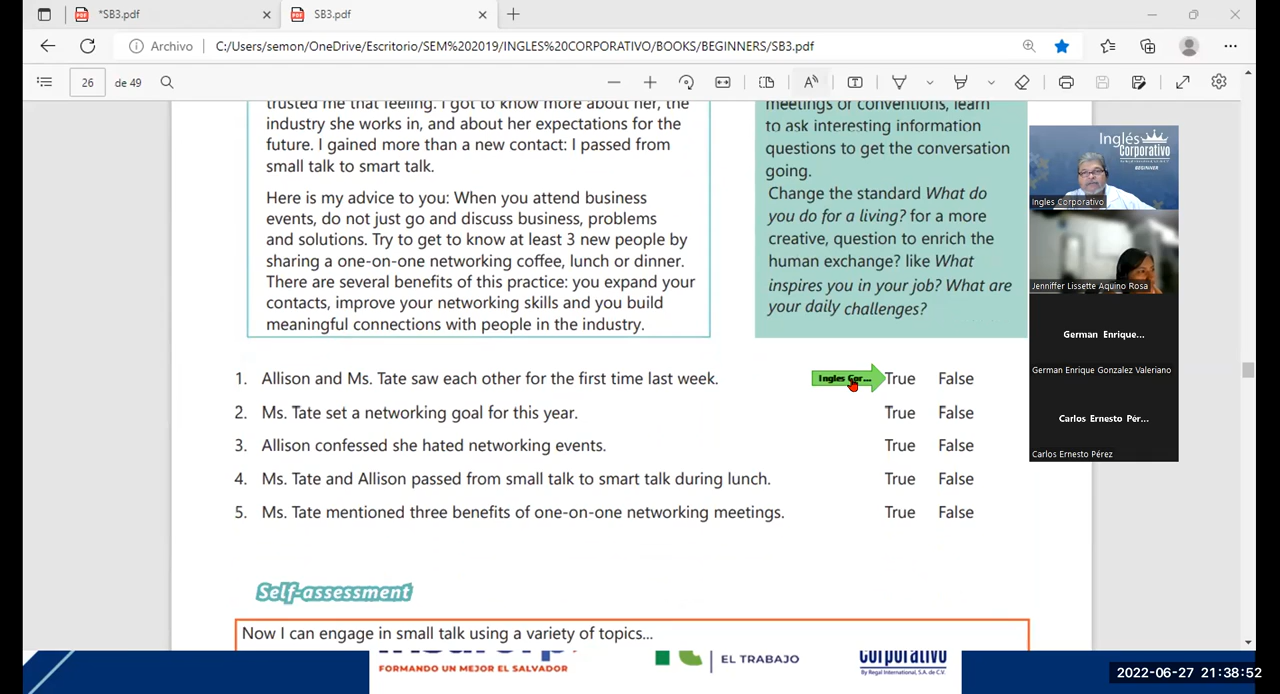 *SB3.pdf
SB3.pdf
Archivo
C:/Users/semon/OneDrive/Escritorio/SEM%202019/INGLES%20CORPORATIVO/BOOKS/BEGINNERS/SB3.pdf
26 de 49
trusted me that feeling. I got to know more about her, the
industry she works in, and about her expectations for the
future. I gained more than a new contact: I passed from
small talk to smart talk.
Here is my advice to you: When you attend business
events, do not just go and discuss business, problems
and solutions. Try to get to know at least 3 new people by
sharing a one-on-one networking coffee, lunch or dinner.
There are several benefits of this practice: you expand your
contacts, improve your networking skills and you build
meaningful connections with people in the industry.
meetings or conventions, learn
to ask interesting information
questions to get the conversation
going.
Change the standard What do
you do for a living? for a more
creative, question to enrich the
human exchange? like What
inspires you in your job? What are
your daily challenges?
Inglés
Corporativo
BEGINNER
Ingles Corporativo
Jenniffer Lissette Aquino Rosa
German Enrique...
German Enrique Gonzalez Valeriano
Carlos Ernesto Pér...
Carlos Ernesto Pérez
1. Allison and Ms. Tate saw each other for the first time last week. Ingles Cor... True False
2. Ms. Tate set a networking goal for this year. True False
3. Allison confessed she hated networking events. True False
4. Ms. Tate and Allison passed from small talk to smart talk during lunch. True False
5. Ms. Tate mentioned three benefits of one-on-one networking meetings. True False
Self-assessment
Now I can engage in small talk using a variety of topics...
FORMANDO UN MEJOR EL SALVADOR
EL TRABAJO
Corporativo
By Regal International, S.A. de C.V.
2022-06-27 21:38:52